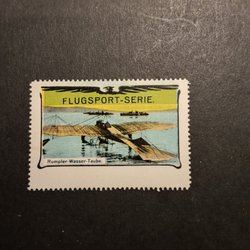 FLUGSPORT-SERIE.
Rumpler Wasser-Taube.